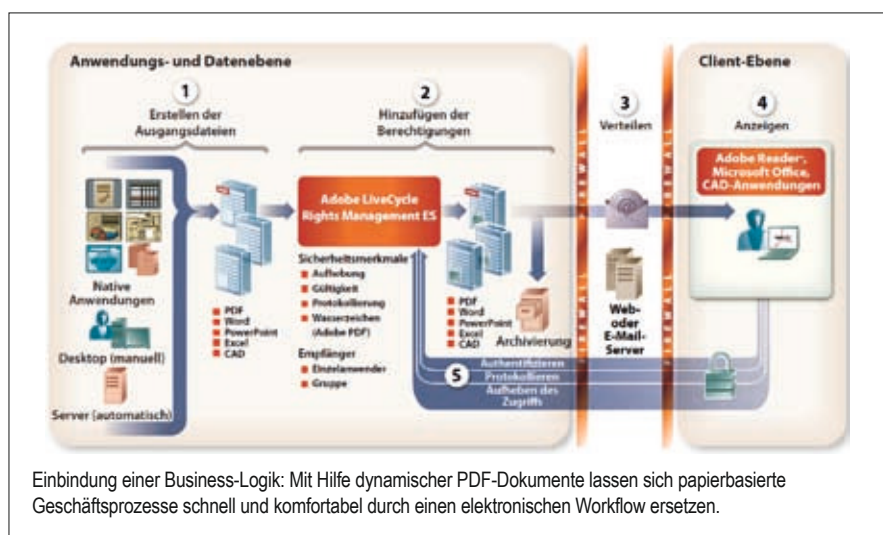 Anwendungs- und Datenebene
1
Erstellen der
Ausgangsdateien
Native
Anwendungen
Desktop (manuell)
Server (automatisch)
PDF
Word
PowerPoint
Excel
CAD
2
Hinzufügen der
Berechtigungen
Adobe LiveCycle
Rights Management ES
Sicherheitsmerkmale
Aufhebung
Gültigkeit
Protokollierung
Wasserzeichen
(Adobe PDF)
Empfänger
Einzelanwender
Gruppe
PDF
Word
PowerPoint
Excel
CAD
Archivierung
FIREWALL
3
Verteilen
@
Web-
oder
E-Mail-
Server
FIREWALL
Client-Ebene
4
Anzeigen
Adobe Reader,
Microsoft Office,
CAD-Anwendungen
5
Authentifizieren
Protokollieren
Aufheben des
Zugriffs
Einbindung einer Business-Logik: Mit Hilfe dynamischer PDF-Dokumente lassen sich papierbasierte
Geschäftsprozesse schnell und komfortabel durch einen elektronischen Workflow ersetzen.